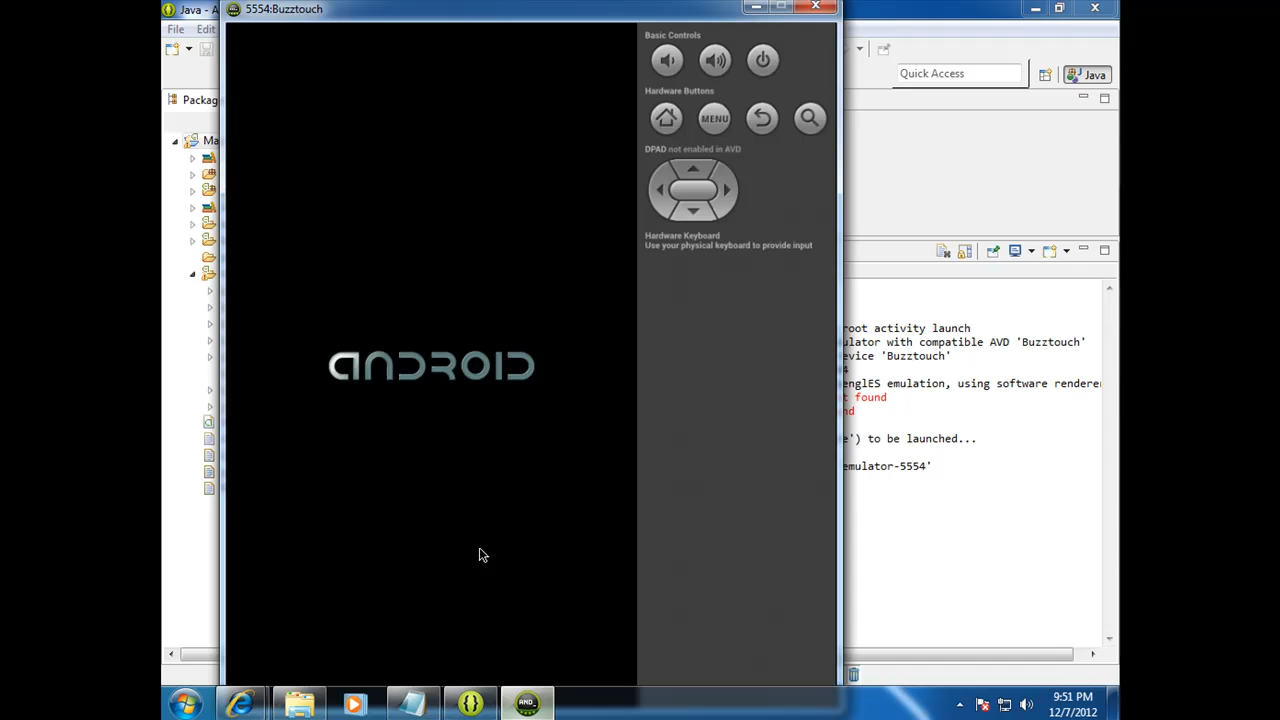 Java - A
5554:Buzztouch
File Edit
Quick Access
Java
Packag
Ma
Basic Controls
Hardware Buttons
MENU
DPAD not enabled in AVD
Hardware Keyboard
Use your physical keyboard to provide input
ANDROID
root activity launch
ulator with compatible AVD 'Buzztouch'
evice 'Buzztouch'
4
englES emulation, using software renderer
t found
nd
e') to be launched...
emulator-5554'
AND_
9:51 PM
12/7/2012